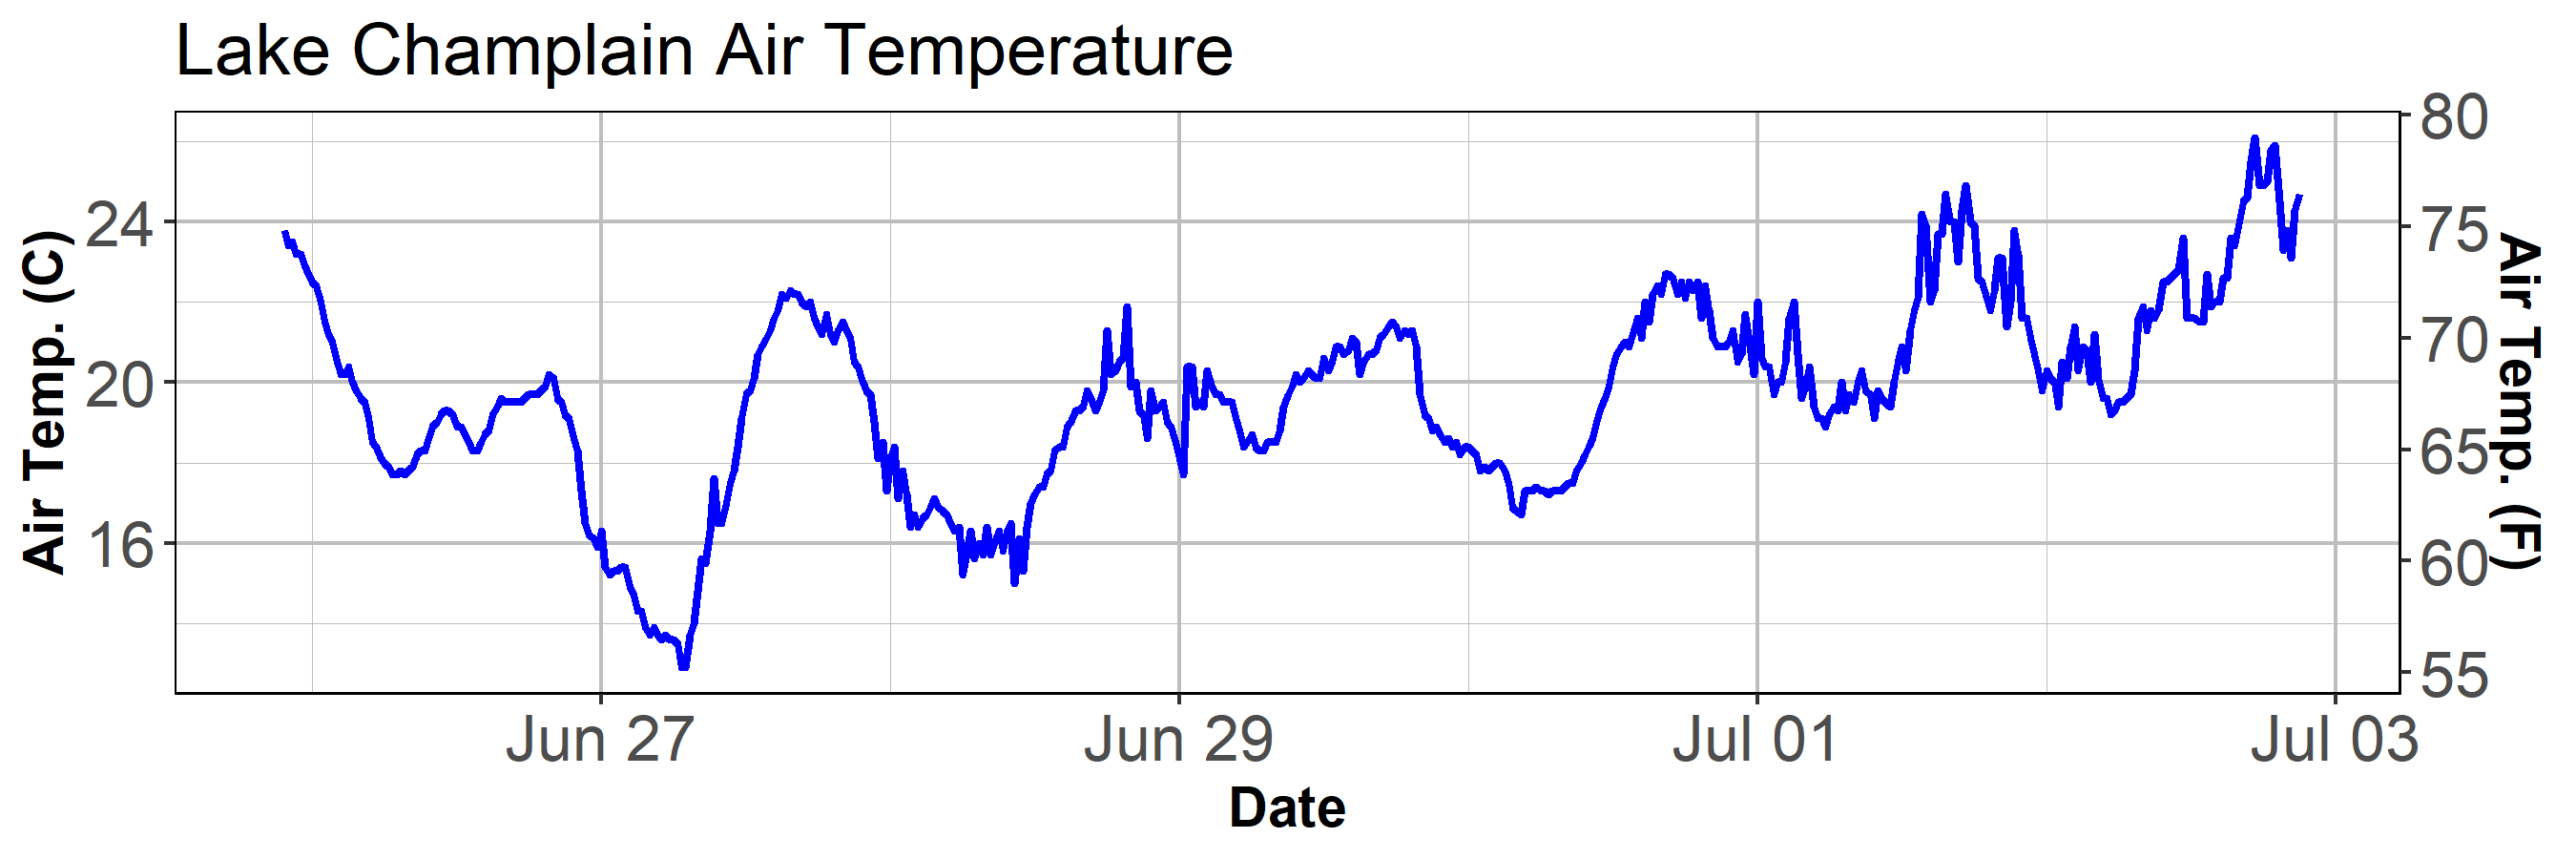 Lake Champlain Air Temperature
Air Temp. (C)
24
20
16
80
75
70
65
60
55
Air Temp. (F)
Jun 27
Jun 29
Jul 01
Jul 03
Date